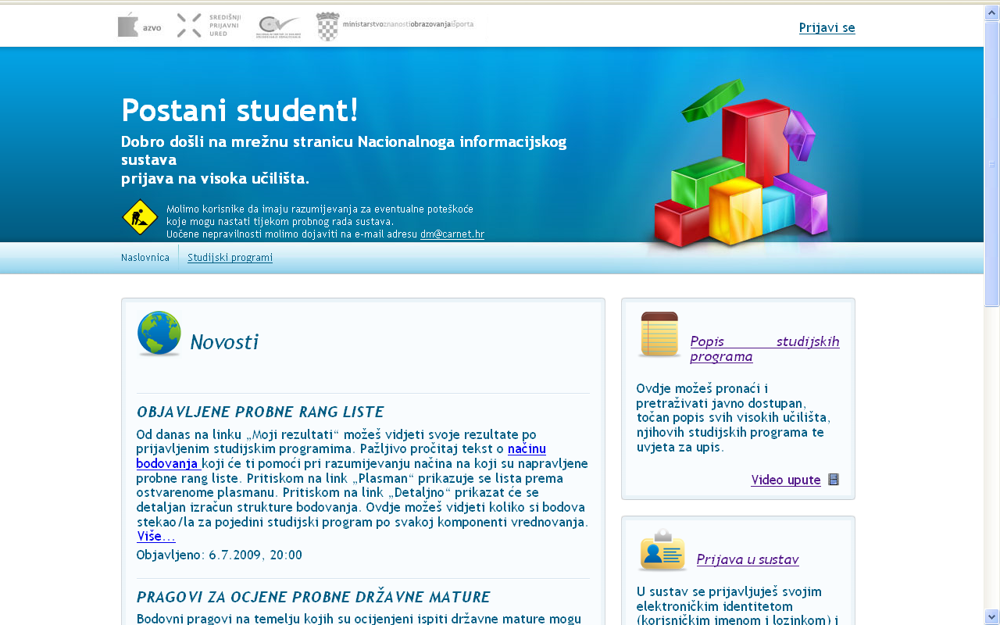 azvo
SREDIŠNJI
PRIJAVNI
URED
ministarstvoznanostiobrazovanjaišporta
Prijavi se
Postani student!
Dobro došli na mrežnu stranicu Nacionalnoga informacijskog
sustava
prijava na visoka učilišta.
Molimo korisnike da imaju razumijevanja za eventualne poteškoće
koje mogu nastati tijekom probnog rada sustava.
Uočene nepravilnosti molimo dojaviti na e-mail adresu dm@carnet.hr
Naslovnica
Studijski programi
Novosti
OBJAVLJENE PROBNE RANG LISTE
Od danas na linku „Moji rezultati“ možeš vidjeti svoje rezultate po
prijavljenim studijskim programima. Pažljivo pročitaj tekst o načinu
bodovanja koji će ti pomoći pri razumijevanju načina na koji su napravljene
probne rang liste. Pritiskom na link „Plasman“ prikazuje se lista prema
ostvarenome plasmanu. Pritiskom na link „Detaljno“ prikazat će se
detaljan izračun strukture bodovanja. Ovdje možeš vidjeti koliko si bodova
stekao/la za pojedini studijski program po svakoj komponenti vrednovanja.
Više...
Objavljeno: 6.7.2009, 20:00
PRAGOVI ZA OCJENE PROBNE DRŽAVNE MATURE
Bodovni pragovi na temelju kojih su ocijenjeni ispiti državne mature mogu
Popis studijskih
programa
Ovdje možeš pronaći i
pretraživati javno dostupan,
točan popis svih visokih učilišta,
njihovih studijskih programa te
uvjeta za upis.
Video upute
Prijava u sustav
U sustav se prijavljuješ svojim
elektroničkim identitetom
(korisničkim imenom i lozinkom) i